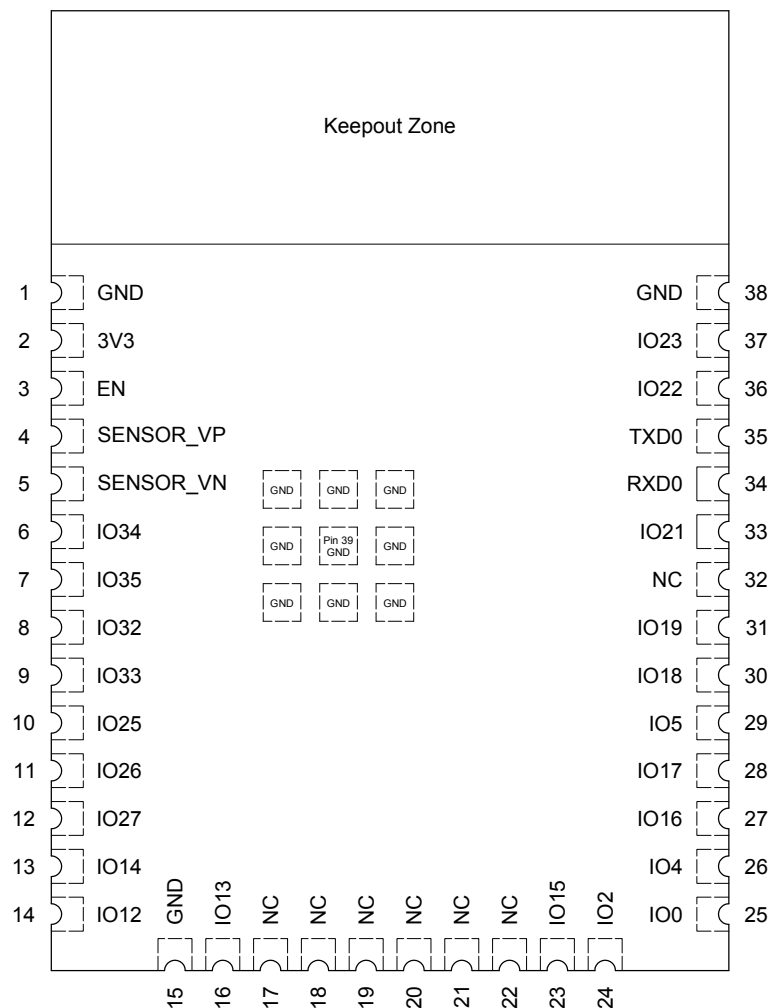 Keepout Zone
1 GND GND 38
2 3V3 IO23 37
3 EN IO22 36
4 SENSOR_VP TXD0 35
5 SENSOR_VN RXD0 34
GND GND GND
6 IO34 IO21 33
GND Pin 39 GND GND
7 IO35 NC 32
GND GND GND
8 IO32 IO19 31
9 IO33 IO18 30
10 IO25 IO5 29
11 IO26 IO17 28
12 IO27 IO16 27
13 IO14 IO4 26
14 IO12 IO0 25
GND IO13 NC NC NC NC NC NC IO15 IO2
15 16 17 18 19 20 21 22 23 24